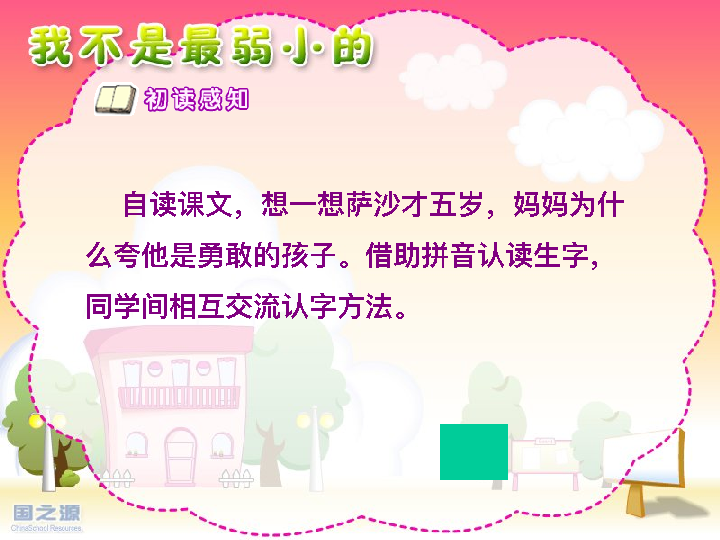 我不是最弱小的
初读感知
自读课文，想一想萨沙才五岁，妈妈为什
么夸他是勇敢的孩子。借助拼音认读生字，
同学间相互交流认字方法。
国之源
ChinaSchool Resources